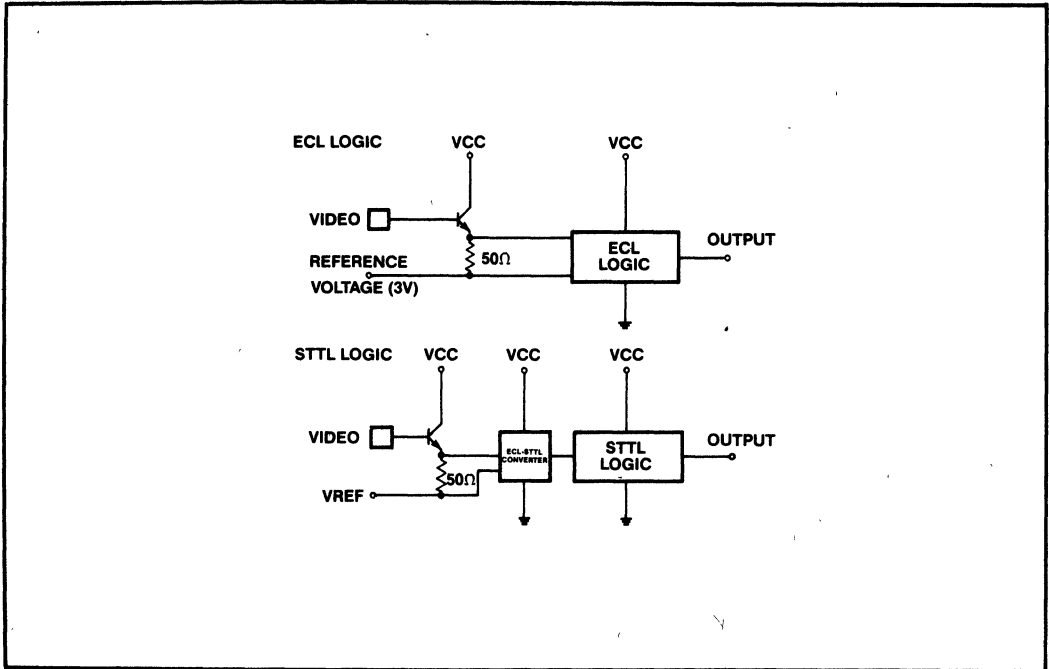 ECL LOGIC
VCC
VCC
VIDEO
50Ω
ECL
LOGIC
OUTPUT
REFERENCE
VOLTAGE (3V)
STTL LOGIC
VCC
VCC
VCC
VIDEO
ECL-STTL
CONVERTER
STTL
LOGIC
OUTPUT
50Ω
VREF